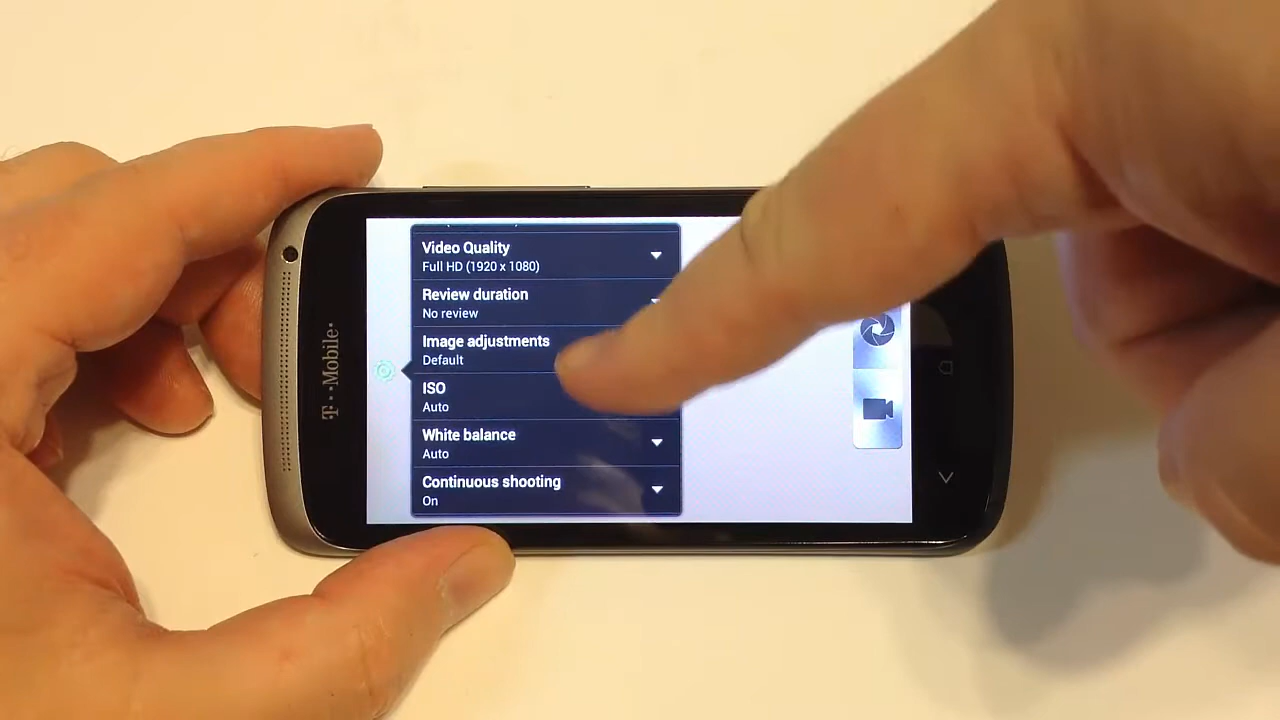 T··Mobile·
Video Quality
Full HD (1920 x 1080)
Review duration
No review
Image adjustments
Default
ISO
Auto
White balance
Auto
Continuous shooting
On